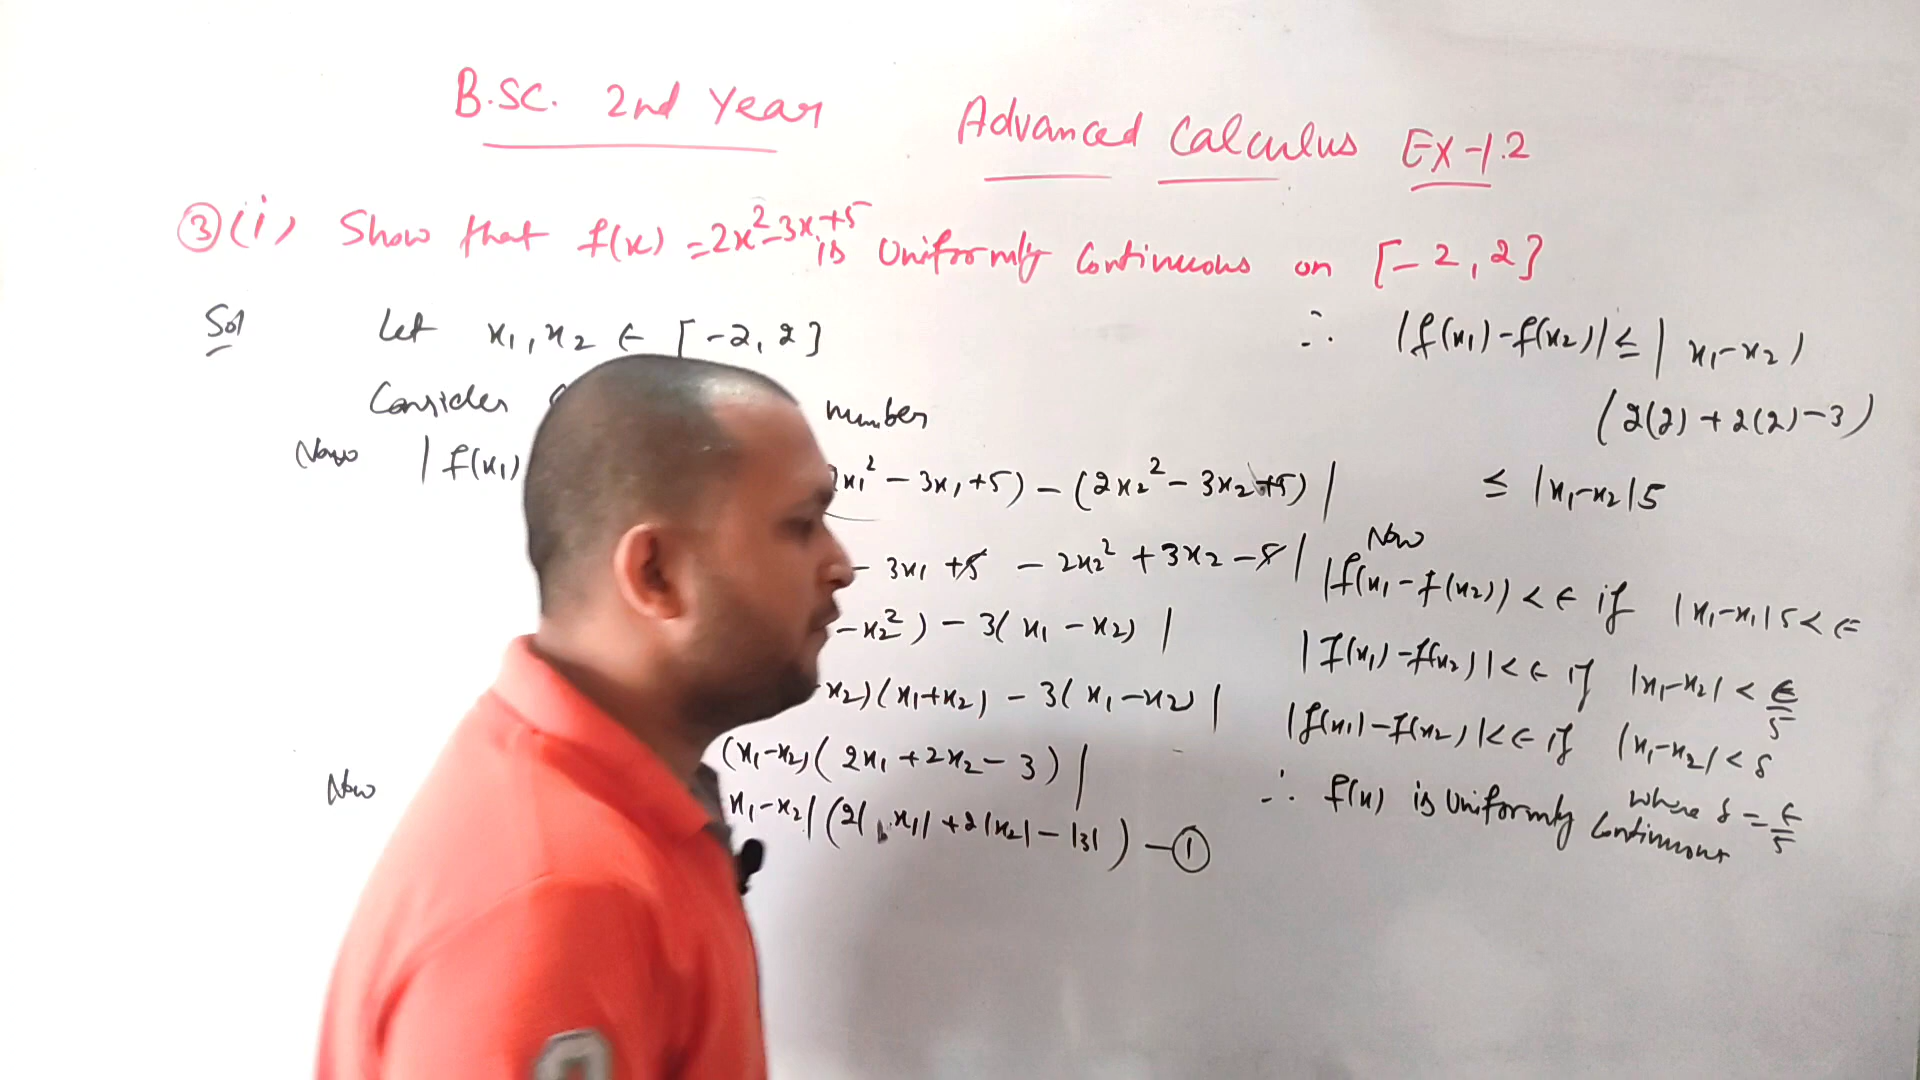 B.SC. 2nd Year Advanced Calculus EX-1.2
③(i) Show that f(x) = 2x²-3x+5 is Uniformly Continuous on [-2, 2]
Sol Let x₁, x₂ ∈ [-2, 2]
Consider number
Now |f(x₁)
x₁² - 3x₁+5) - (2x₂² - 3x₂+5)|
- 3x₁ +5 - 2x₂² + 3x₂ -5|
-x₂²) - 3(x₁ - x₂)|
x₂)(x₁+x₂) - 3(x₁-x₂)|
(x₁-x₂)(2x₁+2x₂-3)|
Now x₁-x₂|(2|x₁|+2|x₂|-|3|) -①
∴ |f(x₁)-f(x₂)| ≤ |x₁-x₂)
(2(2)+2(2)-3)
≤ |x₁-x₂|5
Now
|f(x₁-f(x₂))<ϵ if |x₁-x₁|5<ϵ
|f(x₁)-f(x₂)|<ϵ if |x₁-x₂| < ϵ/5
|f(x₁)-f(x₂)|<ϵ if |x₁-x₂|<δ
where δ = ϵ/5
∴ f(x) is Uniformly Continuous